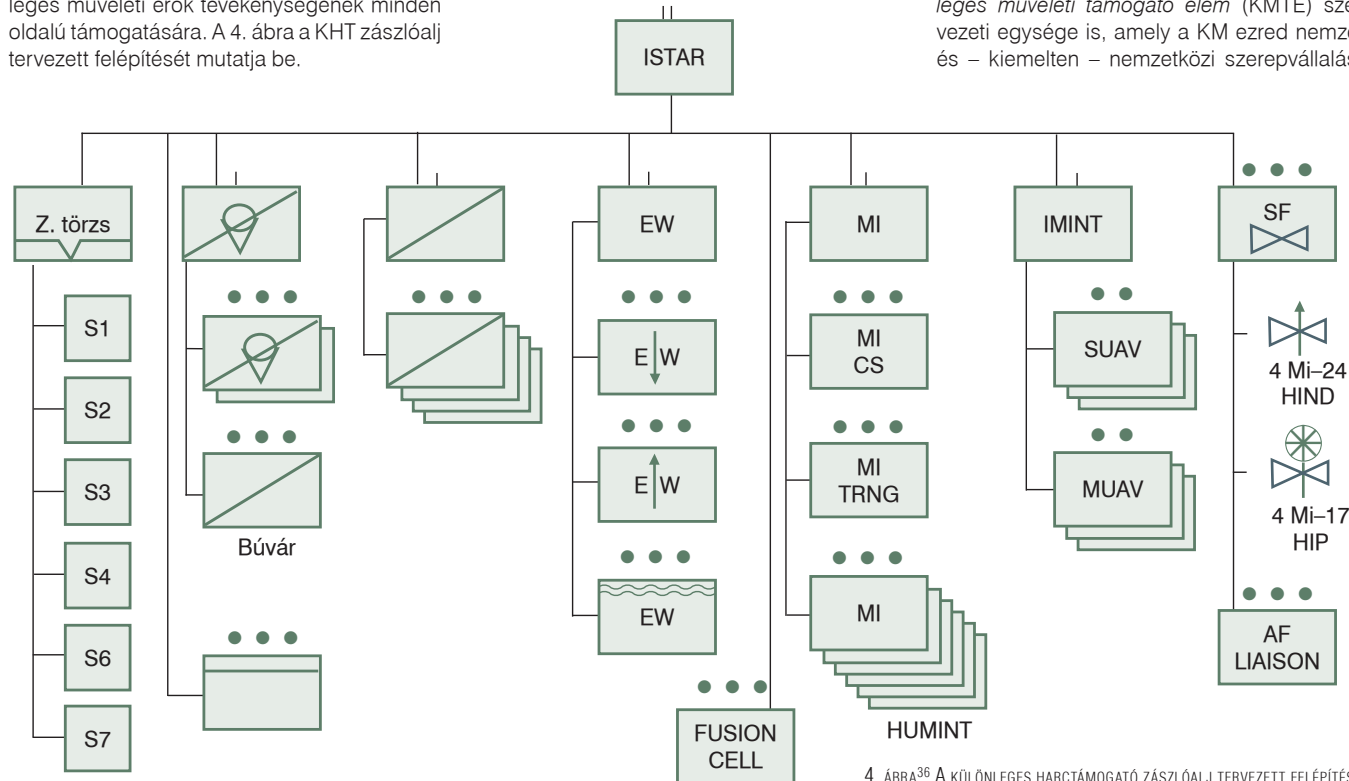 leges műveleti erők tevékenységének minden
oldalú támogatására. A 4. ábra a KHT zászlóalj
tervezett felépítését mutatja be.
leges műveleti támogató elem (KMTE) sze
vezeti egysége is, amely a KM ezred nemze
és – kiemelten – nemzetközi szerepvállalás
ISTAR
Z. törzs
EW
MI
IMINT
SF
S1
S2
S3
S4
S6
S7
Búvár
E W
E W
EW
FUSION
CELL
MI
CS
MI
TRNG
MI
HUMINT
SUAV
MUAV
4 Mi–24
HIND
4 Mi–17
HIP
AF
LIAISON
4. ÁBRA36 A KÜLÖNLEGES HARCTÁMOGATÓ ZÁSZLÓALJ TERVEZETT FELÉPÍTÉS